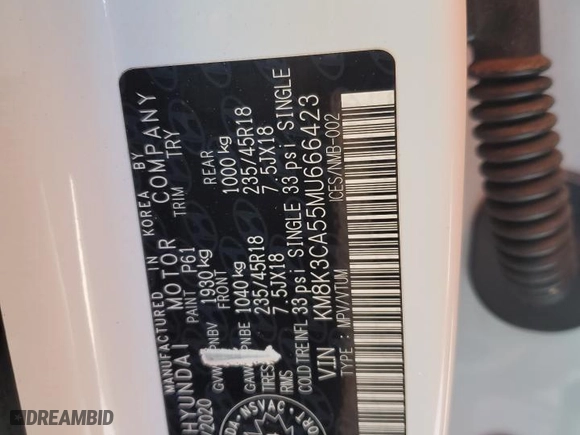 MANUFACTURED IN KOREA BY
HYUNDAI MOTOR COMPANY
/2020 PAINT P61 TRIM TRY
PNBV 1930 kg
FRONT REAR
PNBE 1040 kg 1000 kg
TIRES 235/45R18 235/45R18
RIMS 7.5JX18 7.5JX18
COLD TIRE INFL 33 psi SINGLE 33 psi SINGLE
VIN KM8K3CA55MU666423
TYPE: MPV/VTUM ICES/NMB-002
DREAMBID